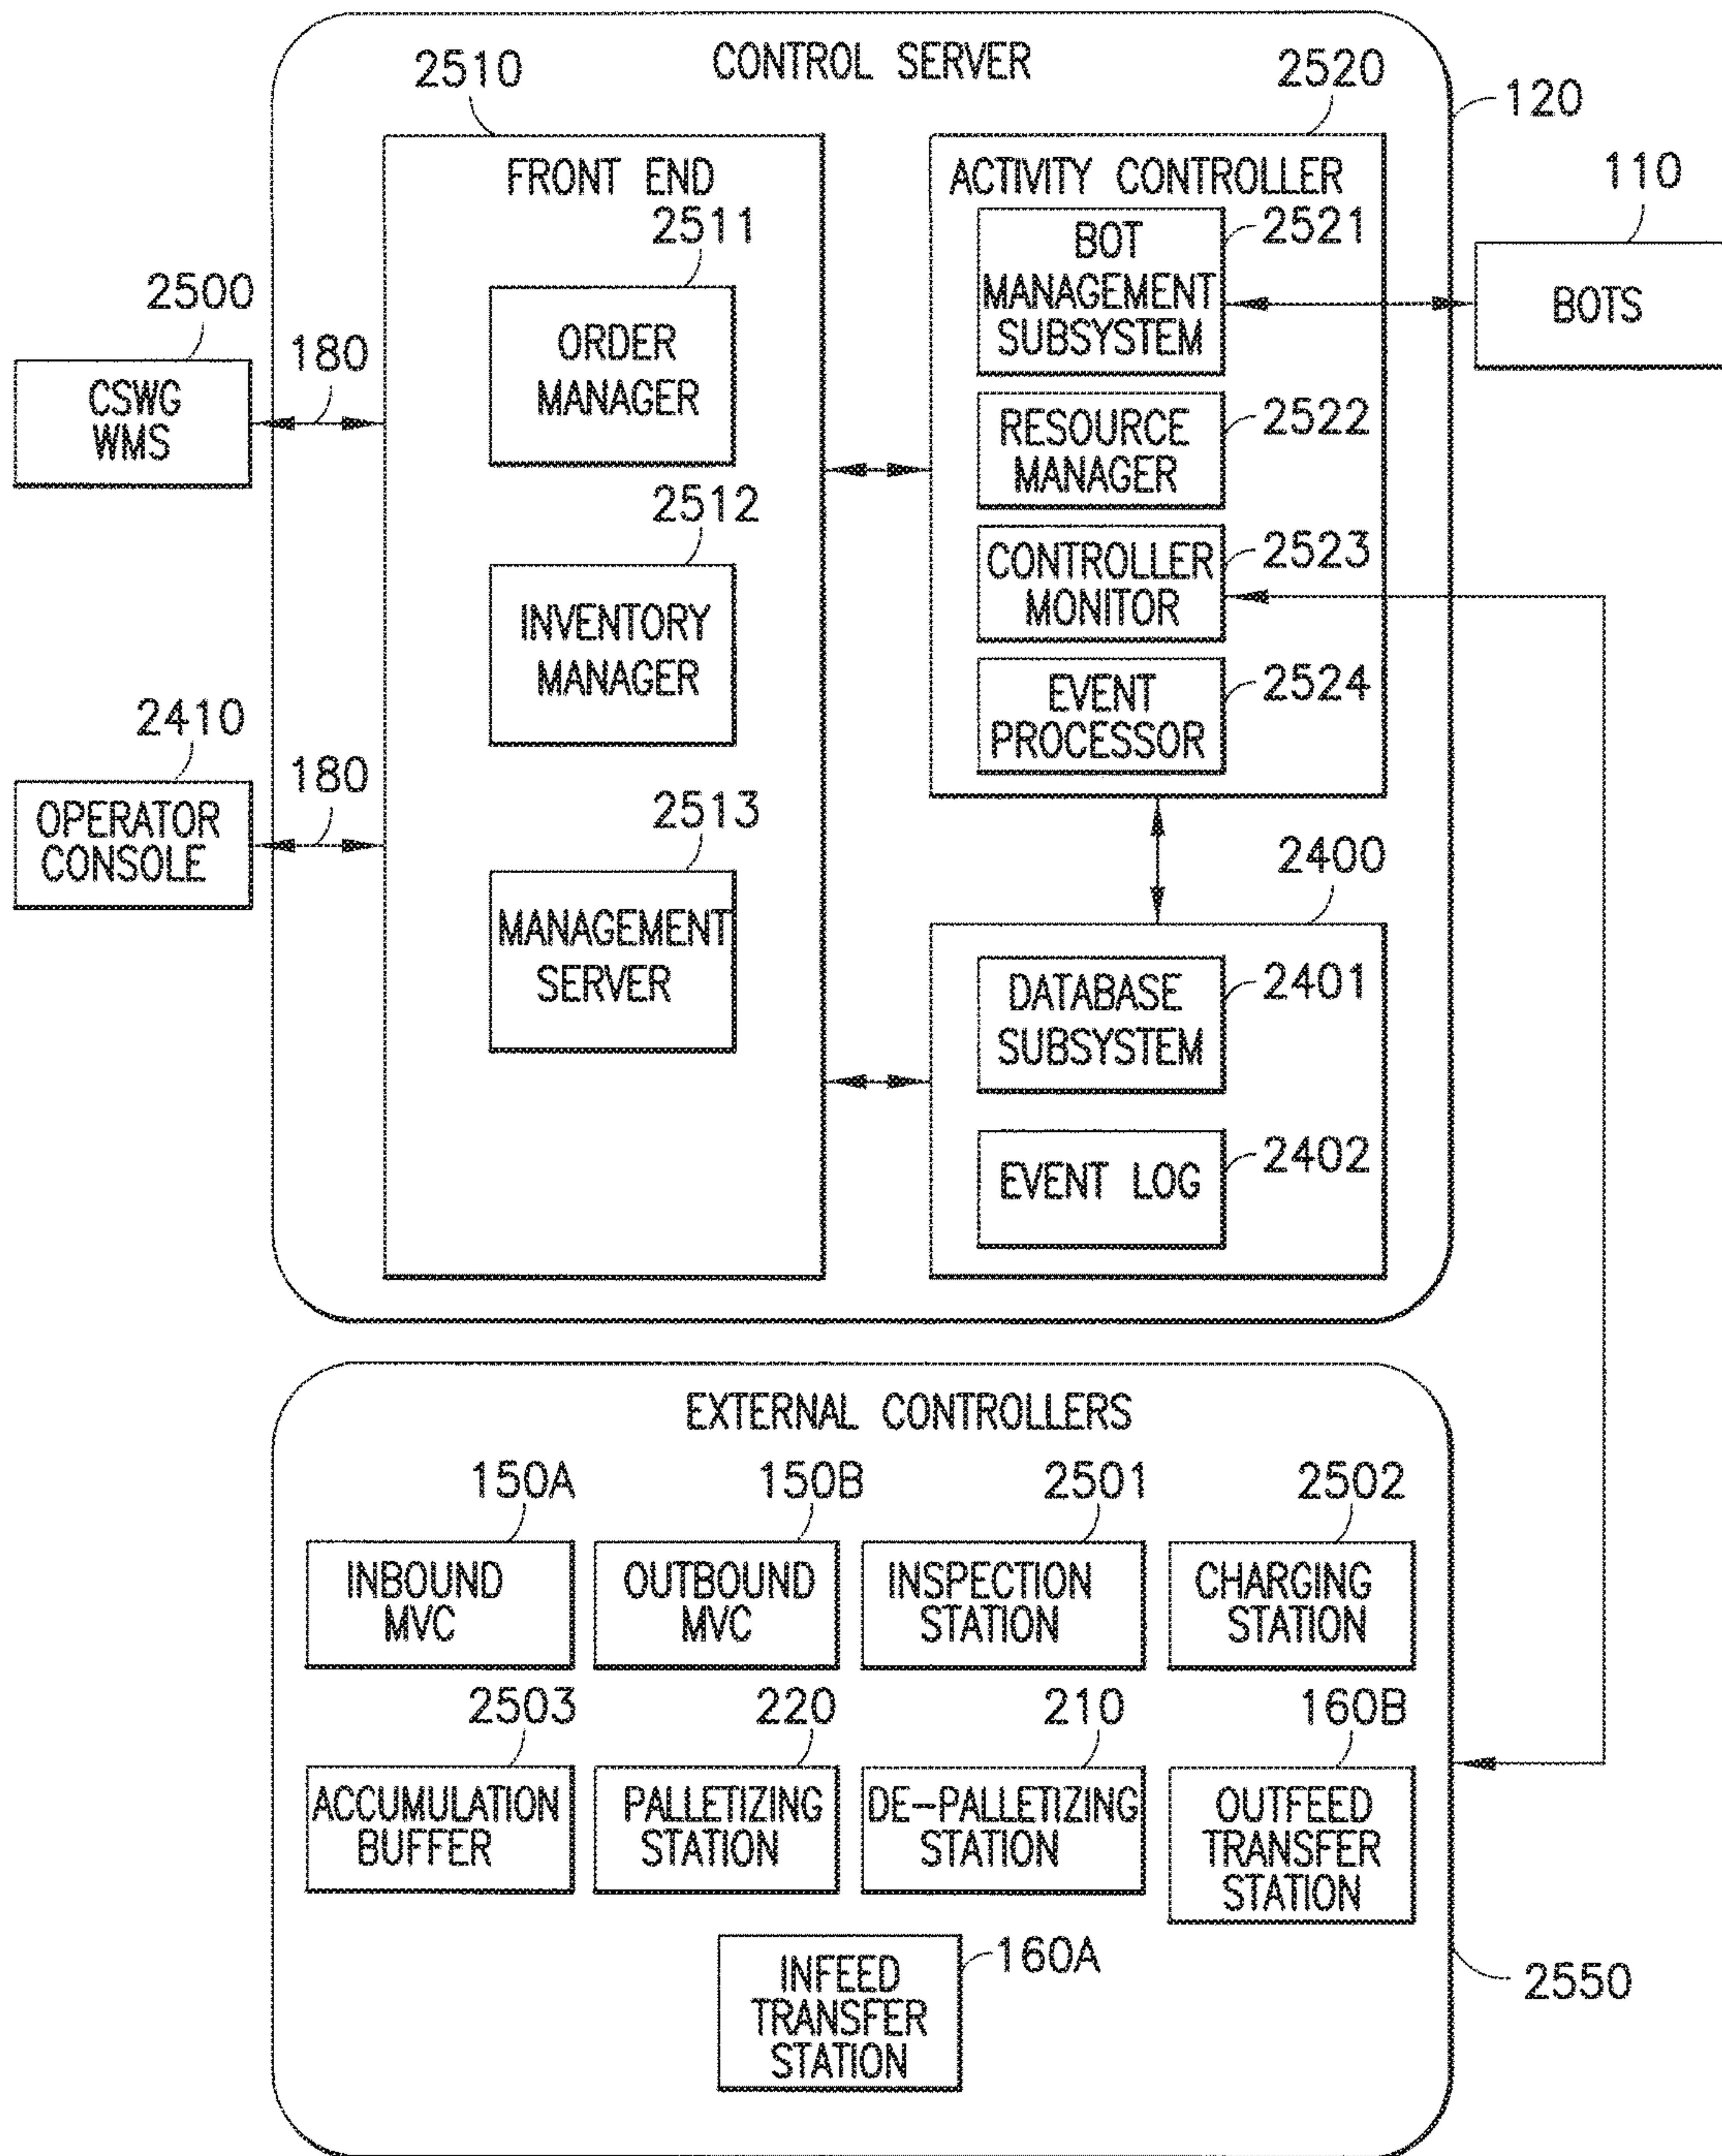 CONTROL SERVER
2510
2520
120
FRONT END
ACTIVITY CONTROLLER
110
2511
BOT
MANAGEMENT
SUBSYSTEM
2521
BOTS
2500
180
CSWG
WMS
ORDER
MANAGER
RESOURCE
MANAGER
2522
2512
CONTROLLER
MONITOR
2523
INVENTORY
MANAGER
EVENT
PROCESSOR
2524
2410
180
OPERATOR
CONSOLE
2513
2400
MANAGEMENT
SERVER
DATABASE
SUBSYSTEM
2401
EVENT LOG
2402
EXTERNAL CONTROLLERS
150A
150B
2501
2502
INBOUND
MVC
OUTBOUND
MVC
INSPECTION
STATION
CHARGING
STATION
2503
220
210
160B
ACCUMULATION
BUFFER
PALLETIZING
STATION
DE-PALLETIZING
STATION
OUTFEED
TRANSFER
STATION
INFEED
TRANSFER
STATION
160A
2550